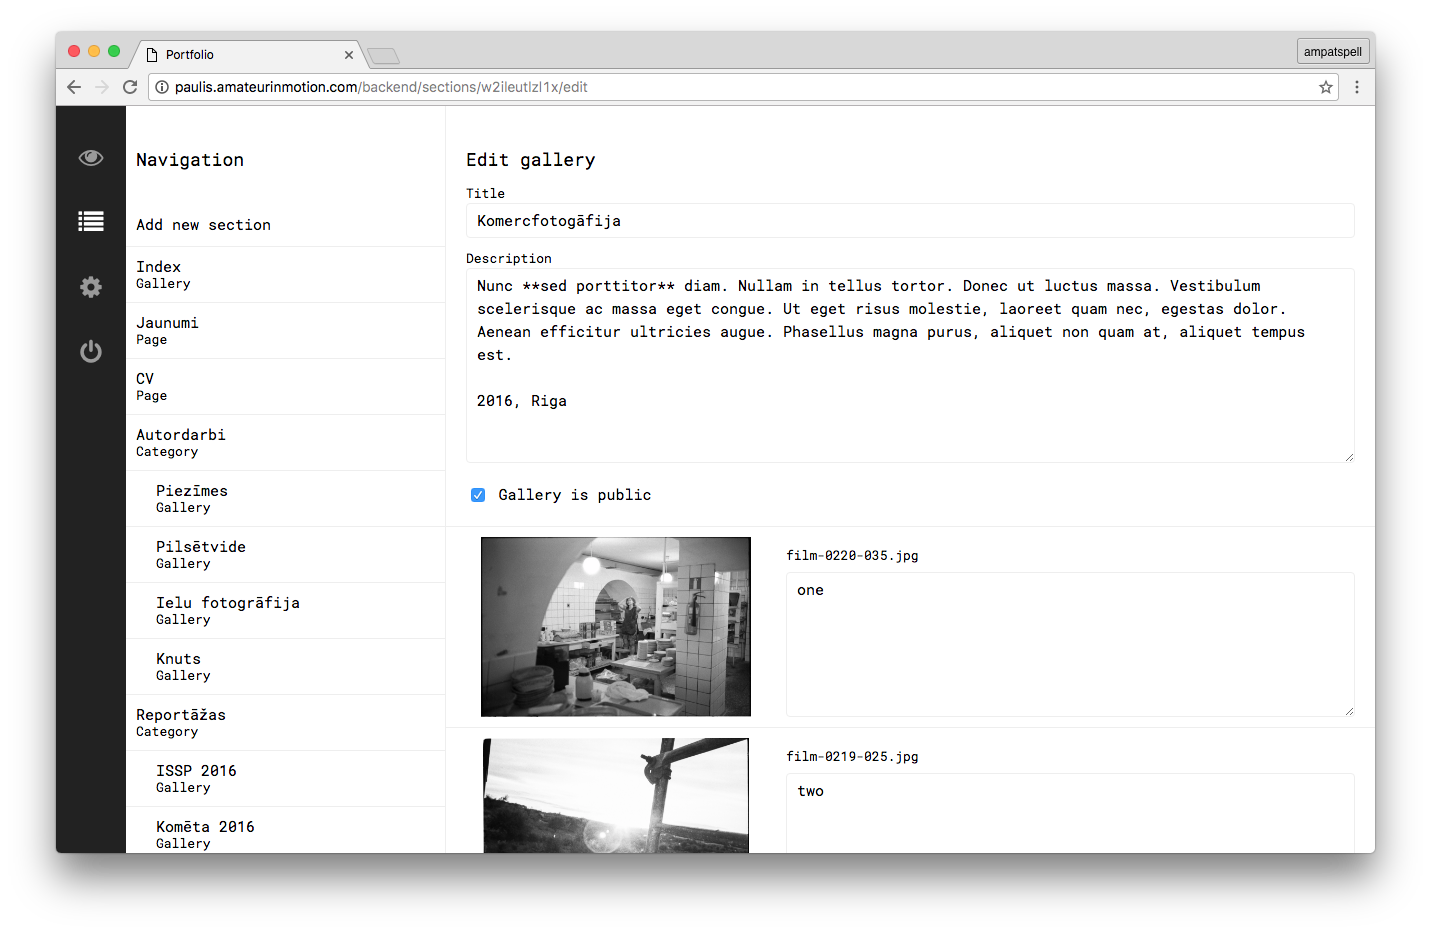 Portfolio
ampatspell
paulis.amateurinmotion.com/backend/sections/w2ileutlzl1x/edit
Navigation
Add new section
Index
Gallery
Jaunumi
Page
CV
Page
Autordarbi
Category
Piezīmes
Gallery
Pilsētvide
Gallery
Ielu fotogrāfija
Gallery
Knuts
Gallery
Reportāžas
Category
ISSP 2016
Gallery
Komēta 2016
Gallery
Edit gallery
Title
Komercfotogāfija
Description
Nunc **sed porttitor** diam. Nullam in tellus tortor. Donec ut luctus massa. Vestibulum
scelerisque ac massa eget congue. Ut eget risus molestie, laoreet quam nec, egestas dolor.
Aenean efficitur ultricies augue. Phasellus magna purus, aliquet non quam at, aliquet tempus
est.
2016, Riga
Gallery is public
film-0220-035.jpg
one
film-0219-025.jpg
two